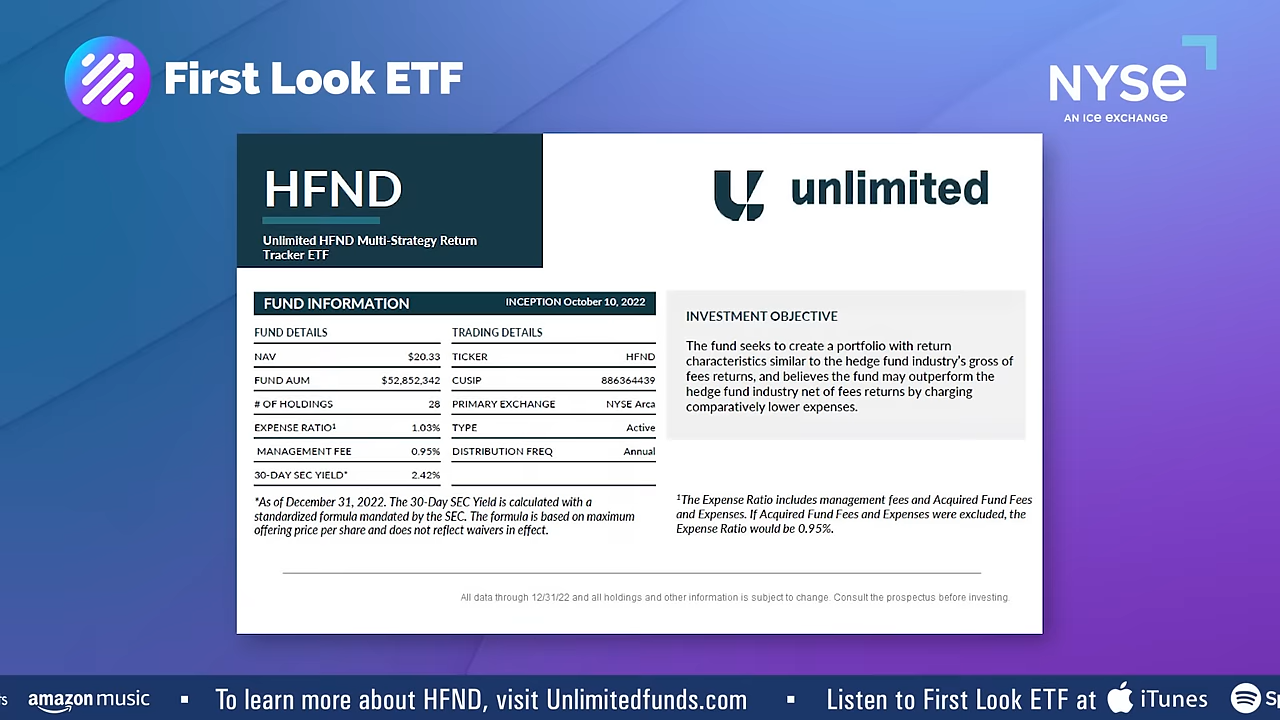 First Look ETF
NYSE
AN ICE EXCHANGE
HFND
Unlimited HFND Multi-Strategy Return
Tracker ETF
unlimited
FUND INFORMATION INCEPTION October 10, 2022
FUND DETAILS TRADING DETAILS
NAV $20.33 TICKER HFND
FUND AUM $52,852,342 CUSIP 886364439
# OF HOLDINGS 28 PRIMARY EXCHANGE NYSE Arca
EXPENSE RATIO¹ 1.03% TYPE Active
MANAGEMENT FEE 0.95% DISTRIBUTION FREQ Annual
30-DAY SEC YIELD* 2.42%
*As of December 31, 2022. The 30-Day SEC Yield is calculated with a
standardized formula mandated by the SEC. The formula is based on maximum
offering price per share and does not reflect waivers in effect.
INVESTMENT OBJECTIVE
The fund seeks to create a portfolio with return
characteristics similar to the hedge fund industry's gross of
fees returns, and believes the fund may outperform the
hedge fund industry net of fees returns by charging
comparatively lower expenses.
¹The Expense Ratio includes management fees and Acquired Fund Fees
and Expenses. If Acquired Fund Fees and Expenses were excluded, the
Expense Ratio would be 0.95%.
All data through 12/31/22 and all holdings and other information is subject to change. Consult the prospectus before investing.
amazon music ▪ To learn more about HFND, visit Unlimitedfunds.com ▪ Listen to First Look ETF at iTunes